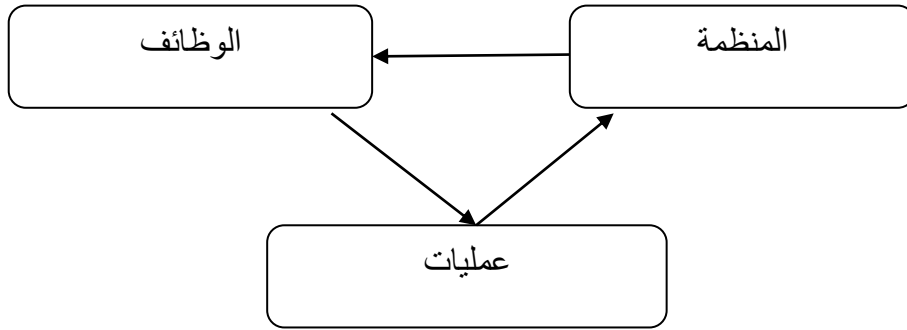 المنظمة
الوظائف
عمليات